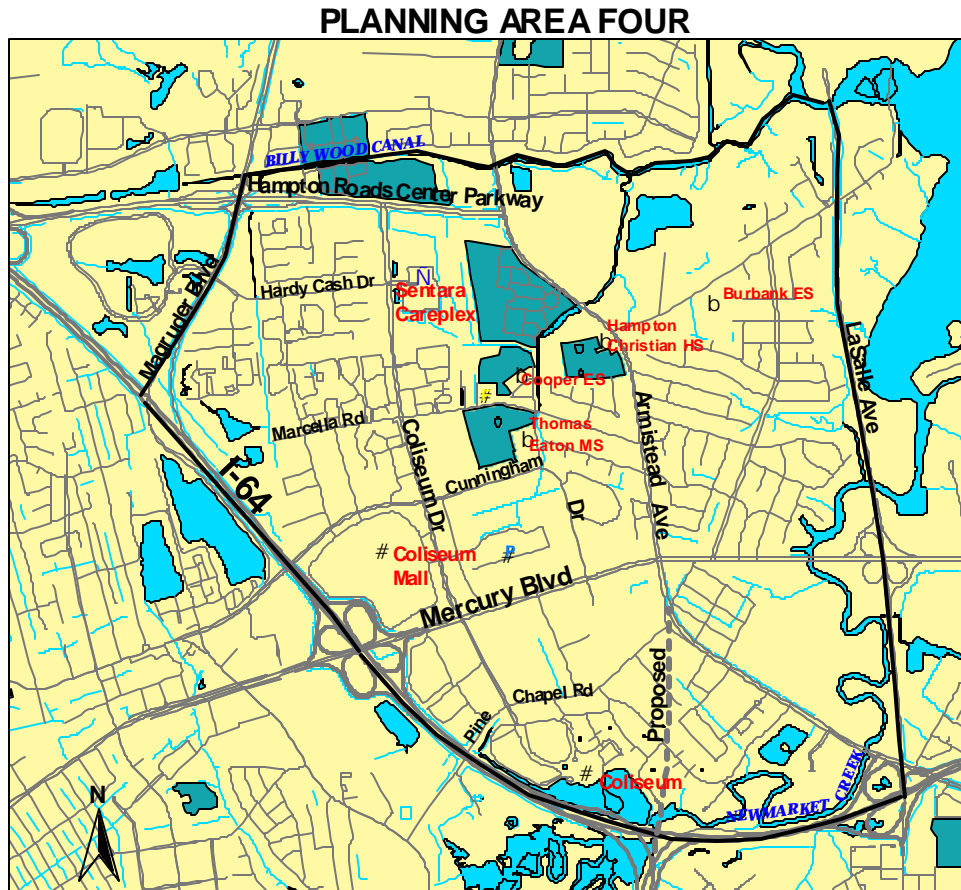 PLANNING AREA FOUR
BILLY WOOD CANAL
Hampton Roads Center Parkway
Magruder Blvd
Hardy Cash Dr
N
Sentara
Careplex
b
Burbank ES
Hampton
Christian HS
b
b
Cooper ES
#
LaSalle Ave
Marcella Rd
Coliseum Dr
Thomas
Eaton MS
b
Armistead Ave
I-64
Cunningham
Dr
#
Coliseum
Mall
P
#
Mercury Blvd
Chapel Rd
Pine
Proposed
#
Coliseum
NEWMARKET CREEK
N